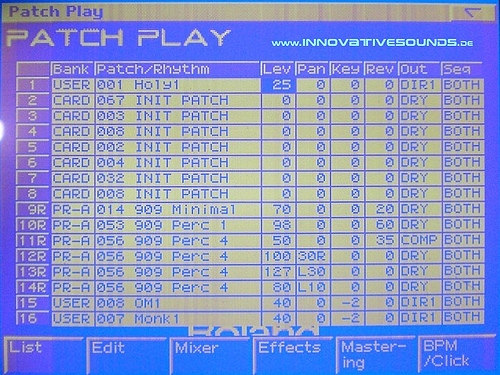 Patch Play
PATCH PLAY
www.INNOVATIVESOUNDS.DE
Bank Patch/Rhythm Lev Pan Key Rev Out Seq
1 USER 001 Holy1 25 0 0 0 DIR1 BOTH
2 CARD 067 INIT PATCH 0 0 0 0 DRY BOTH
3 CARD 003 INIT PATCH 0 0 0 0 DRY BOTH
4 CARD 008 INIT PATCH 0 0 0 0 DRY BOTH
5 CARD 002 INIT PATCH 0 0 0 0 DRY BOTH
6 CARD 004 INIT PATCH 0 0 0 0 DRY BOTH
7 CARD 032 INIT PATCH 0 0 0 0 DRY BOTH
8 CARD 008 INIT PATCH 0 0 0 0 DRY BOTH
9R PR-A 014 909 Minimal 70 0 0 20 DRY BOTH
10R PR-A 053 909 Perc 1 98 0 0 60 DRY BOTH
11R PR-A 056 909 Perc 4 50 0 0 35 COMP BOTH
12R PR-A 056 909 Perc 4 100 30R 0 0 DRY BOTH
13R PR-A 056 909 Perc 4 127 L30 0 0 DRY BOTH
14R PR-A 056 909 Perc 4 80 L10 0 0 DRY BOTH
15 USER 008 OM1 40 0 -2 0 DIR1 BOTH
16 USER 007 Monk1 40 0 -2 0 DIR1 BOTH
Roland
List Edit Mixer Effects Master-ing BPM/Click